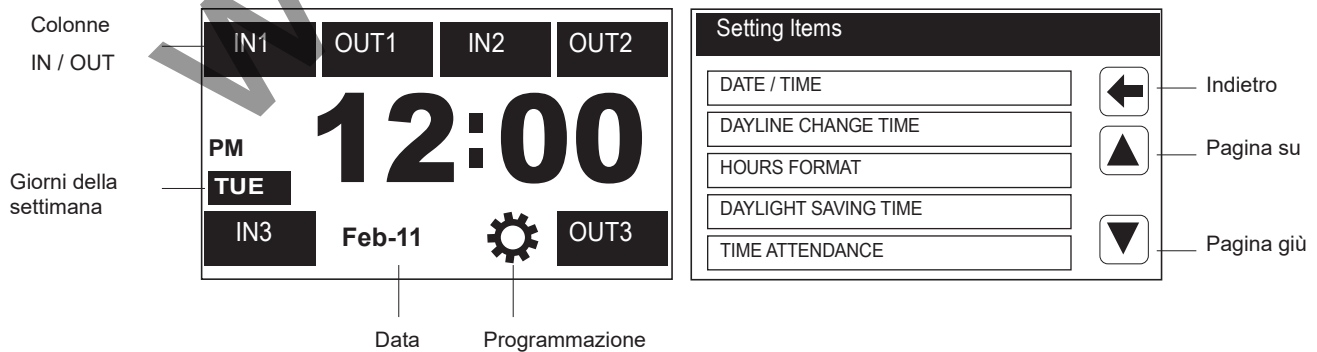 Colonne
IN / OUT
IN1 OUT1 IN2 OUT2
12:00
PM
TUE
Giorni della
settimana
IN3 Feb-11 OUT3
Data Programmazione
Setting Items
DATE / TIME
DAYLINE CHANGE TIME
HOURS FORMAT
DAYLIGHT SAVING TIME
TIME ATTENDANCE
Indietro
Pagina su
Pagina giù